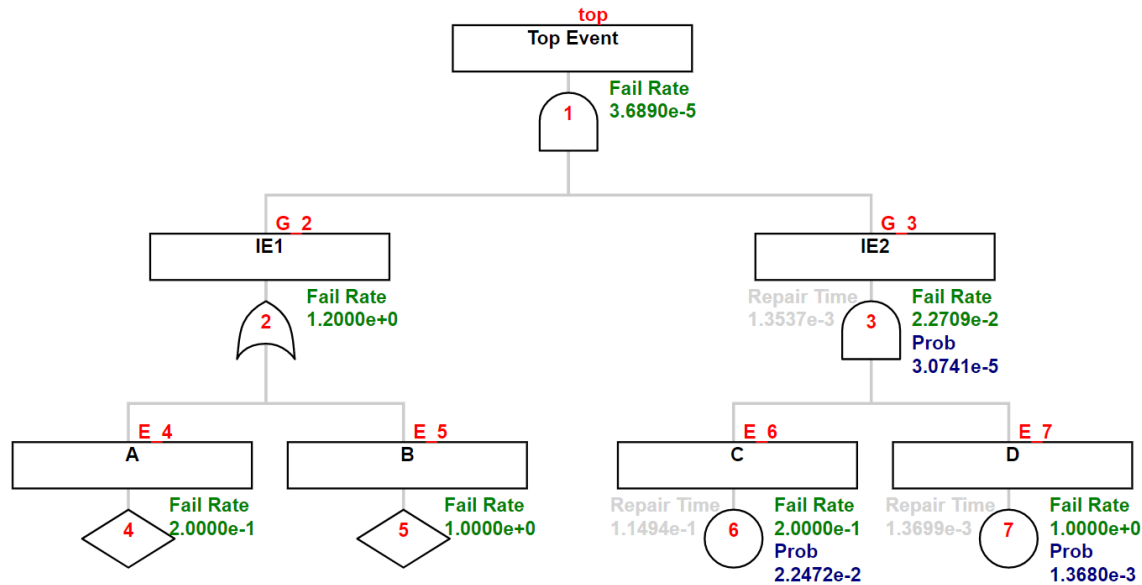 top
Top Event
1
Fail Rate
3.6890e-5
G_2
IE1
2
Fail Rate
1.2000e+0
G_3
IE2
Repair Time
1.3537e-3
3
Fail Rate
2.2709e-2
Prob
3.0741e-5
E_4
A
4
Fail Rate
2.0000e-1
E_5
B
5
Fail Rate
1.0000e+0
E_6
C
Repair Time
1.1494e-1
6
Fail Rate
2.0000e-1
Prob
2.2472e-2
E_7
D
Repair Time
1.3699e-3
7
Fail Rate
1.0000e+0
Prob
1.3680e-3